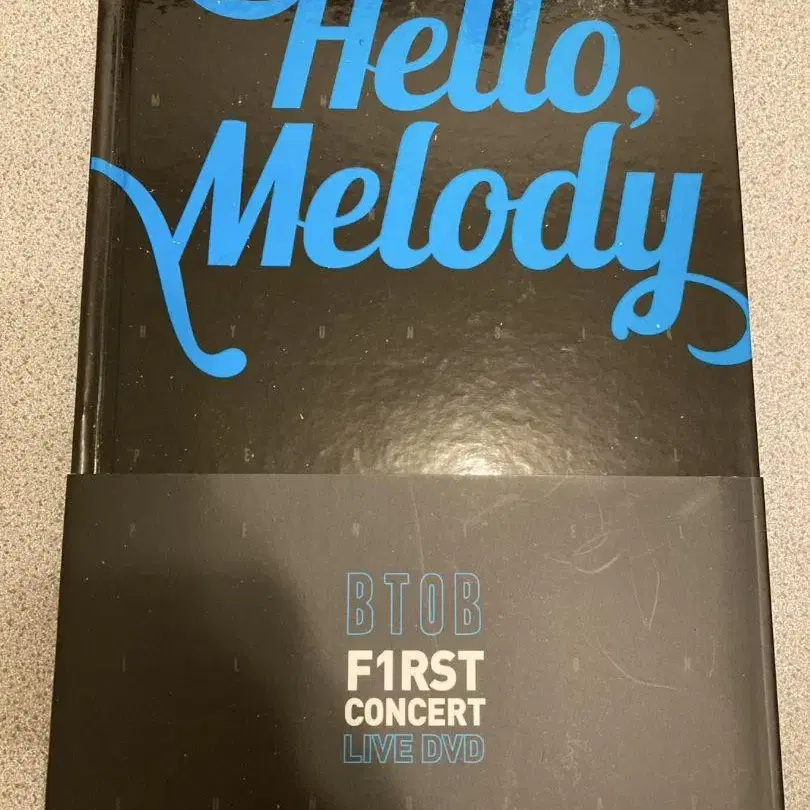 Hello,
Melody
P E N I E L
P E N I E L
BTOB
F1RST
CONCERT
LIVE DVD